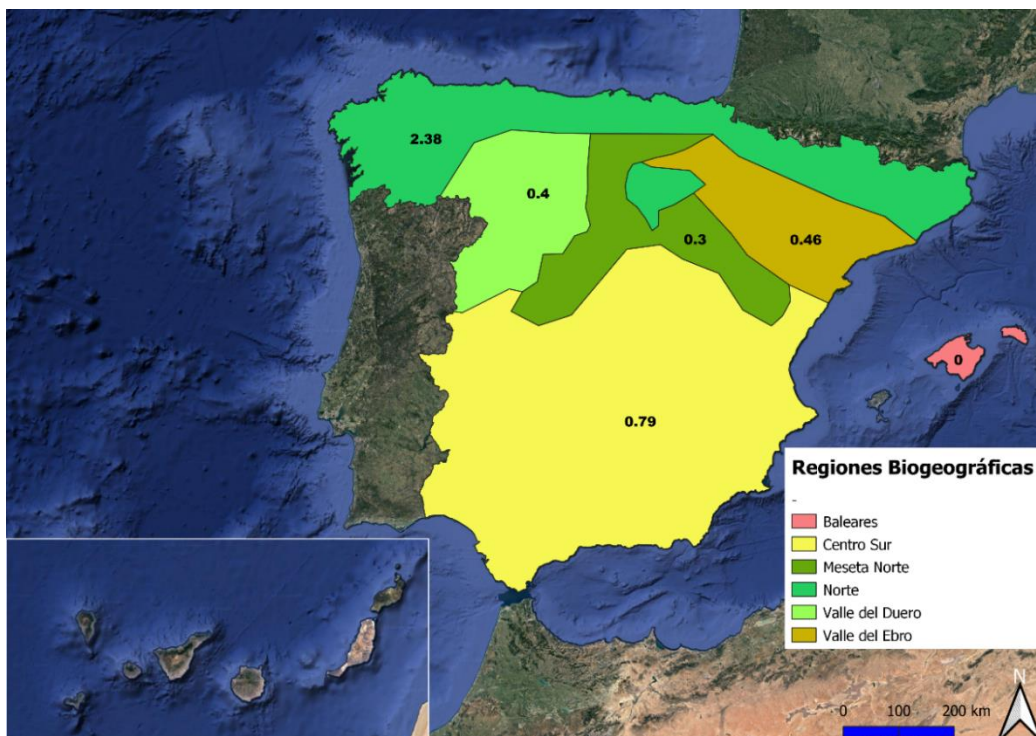 2.38
0.4
0.3
0.46
0
0.79
Regiones Biogeográficas
-
Baleares
Centro Sur
Meseta Norte
Norte
Valle del Duero
Valle del Ebro
N
0 100 200 km